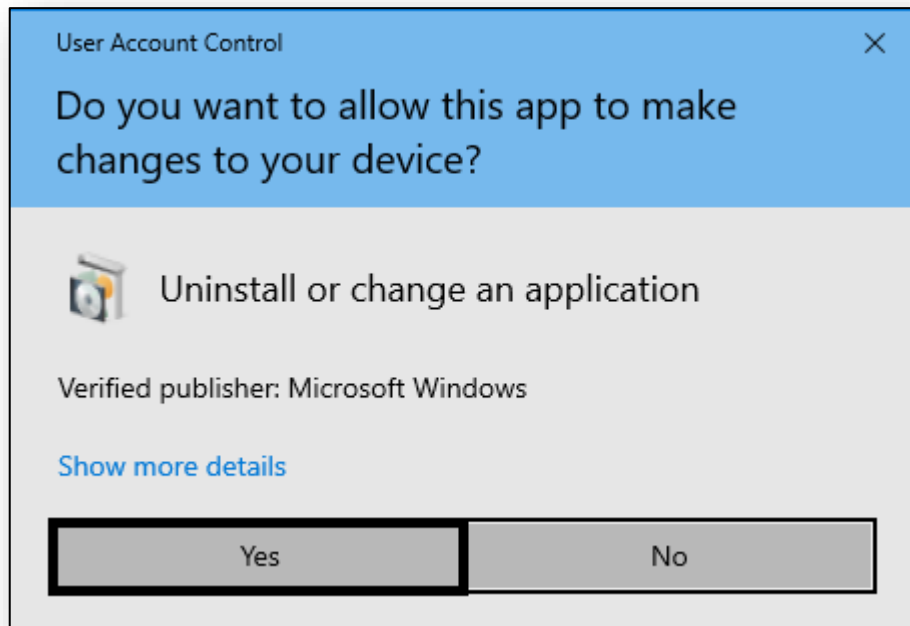 User Account Control
Do you want to allow this app to make
changes to your device?
Uninstall or change an application
Verified publisher: Microsoft Windows
Show more details
Yes
No